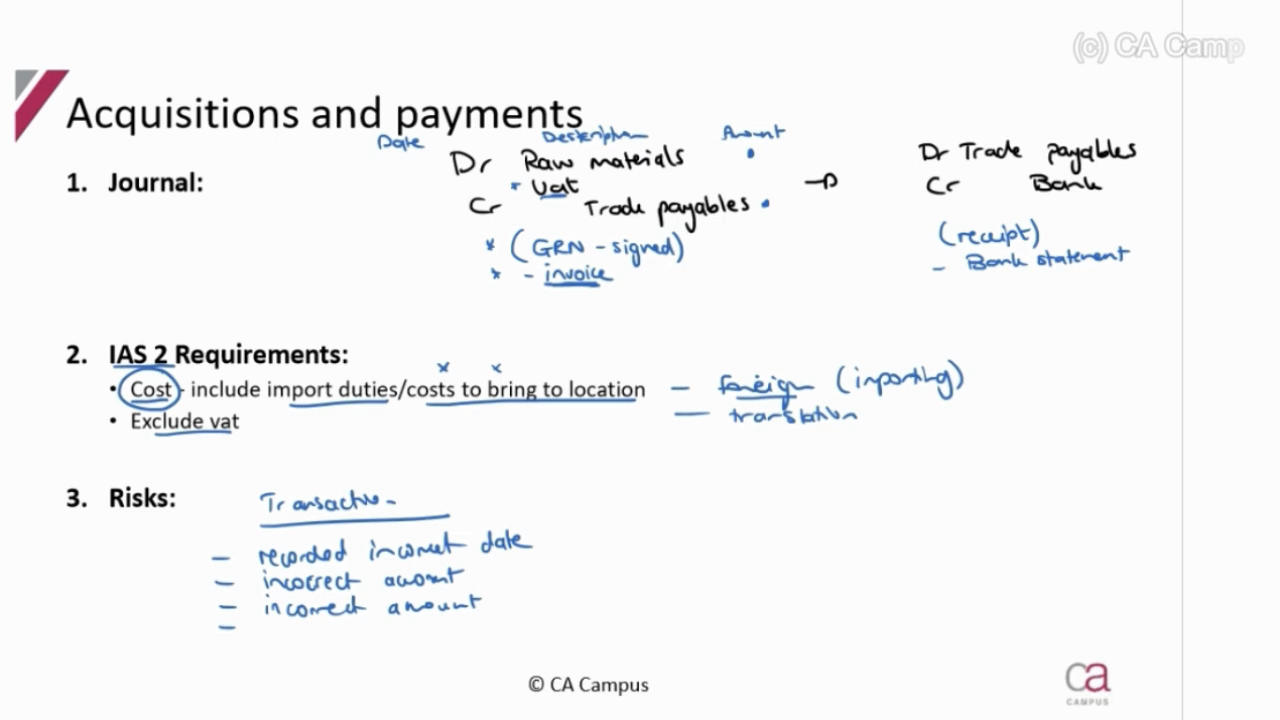 (c) CA Camp
Acquisitions and payments
Date Description Amount
1. Journal:
Dr Raw materials
* Vat
Cr Trade payables
* (GRN - signed)
* - invoice
Dr Trade payables
Cr Bank
(receipt)
- Bank statement
2. IAS 2 Requirements:
• Cost - include import duties/costs to bring to location
- foreign (importing)
- translation
• Exclude vat
3. Risks:
Transaction
- recorded incorrect date
- incorrect account
- incorrect amount
-
© CA Campus
ca
CAMPUS